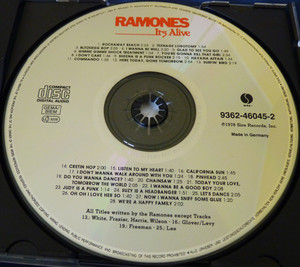 RAMONES
It's Alive
1. ROCKAWAY BEACH 2. TEENAGE LOBOTOMY
3. BLITZKRIEG BOP 4. I WANNA BE WELL 5. GLAD TO SEE YOU GO
6. GIMME GIMME SHOCK TREATMENT 7. YOU'RE GONNA KILL THAT GIRL
8. I DON'T CARE 9. SHEENA IS A PUNK ROCKER 10. HAVANA AFFAIR
11. COMMANDO 12. HERE TODAY, GONE TOMORROW 13. SURFIN' BIRD
COMPACT
disc
DIGITAL AUDIO
GEMA
BIEM
9362-46045-2
Sire Records, Inc.
Made in Germany
14. CRETIN HOP 15. LISTEN TO MY HEART 16. CALIFORNIA SUN
17. I DON'T WANNA WALK AROUND WITH YOU 18. PINHEAD
19. DO YOU WANNA DANCE? 20. CHAINSAW 21. TODAY YOUR LOVE,
TOMORROW THE WORLD 22. I WANNA BE A GOOD BOY
23. JUDY IS A PUNK 24. SUZY IS A HEADBANGER 25. LET'S DANCE
26. OH OH I LOVE HER SO 27. NOW I WANNA SNIFF SOME GLUE
28. WE'RE A HAPPY FAMILY
All Titles written by the Ramones except Tracks
13: White, Frazier, Harris, Wilson · 16: Glover/Levy
19: Freeman · 25: Lee